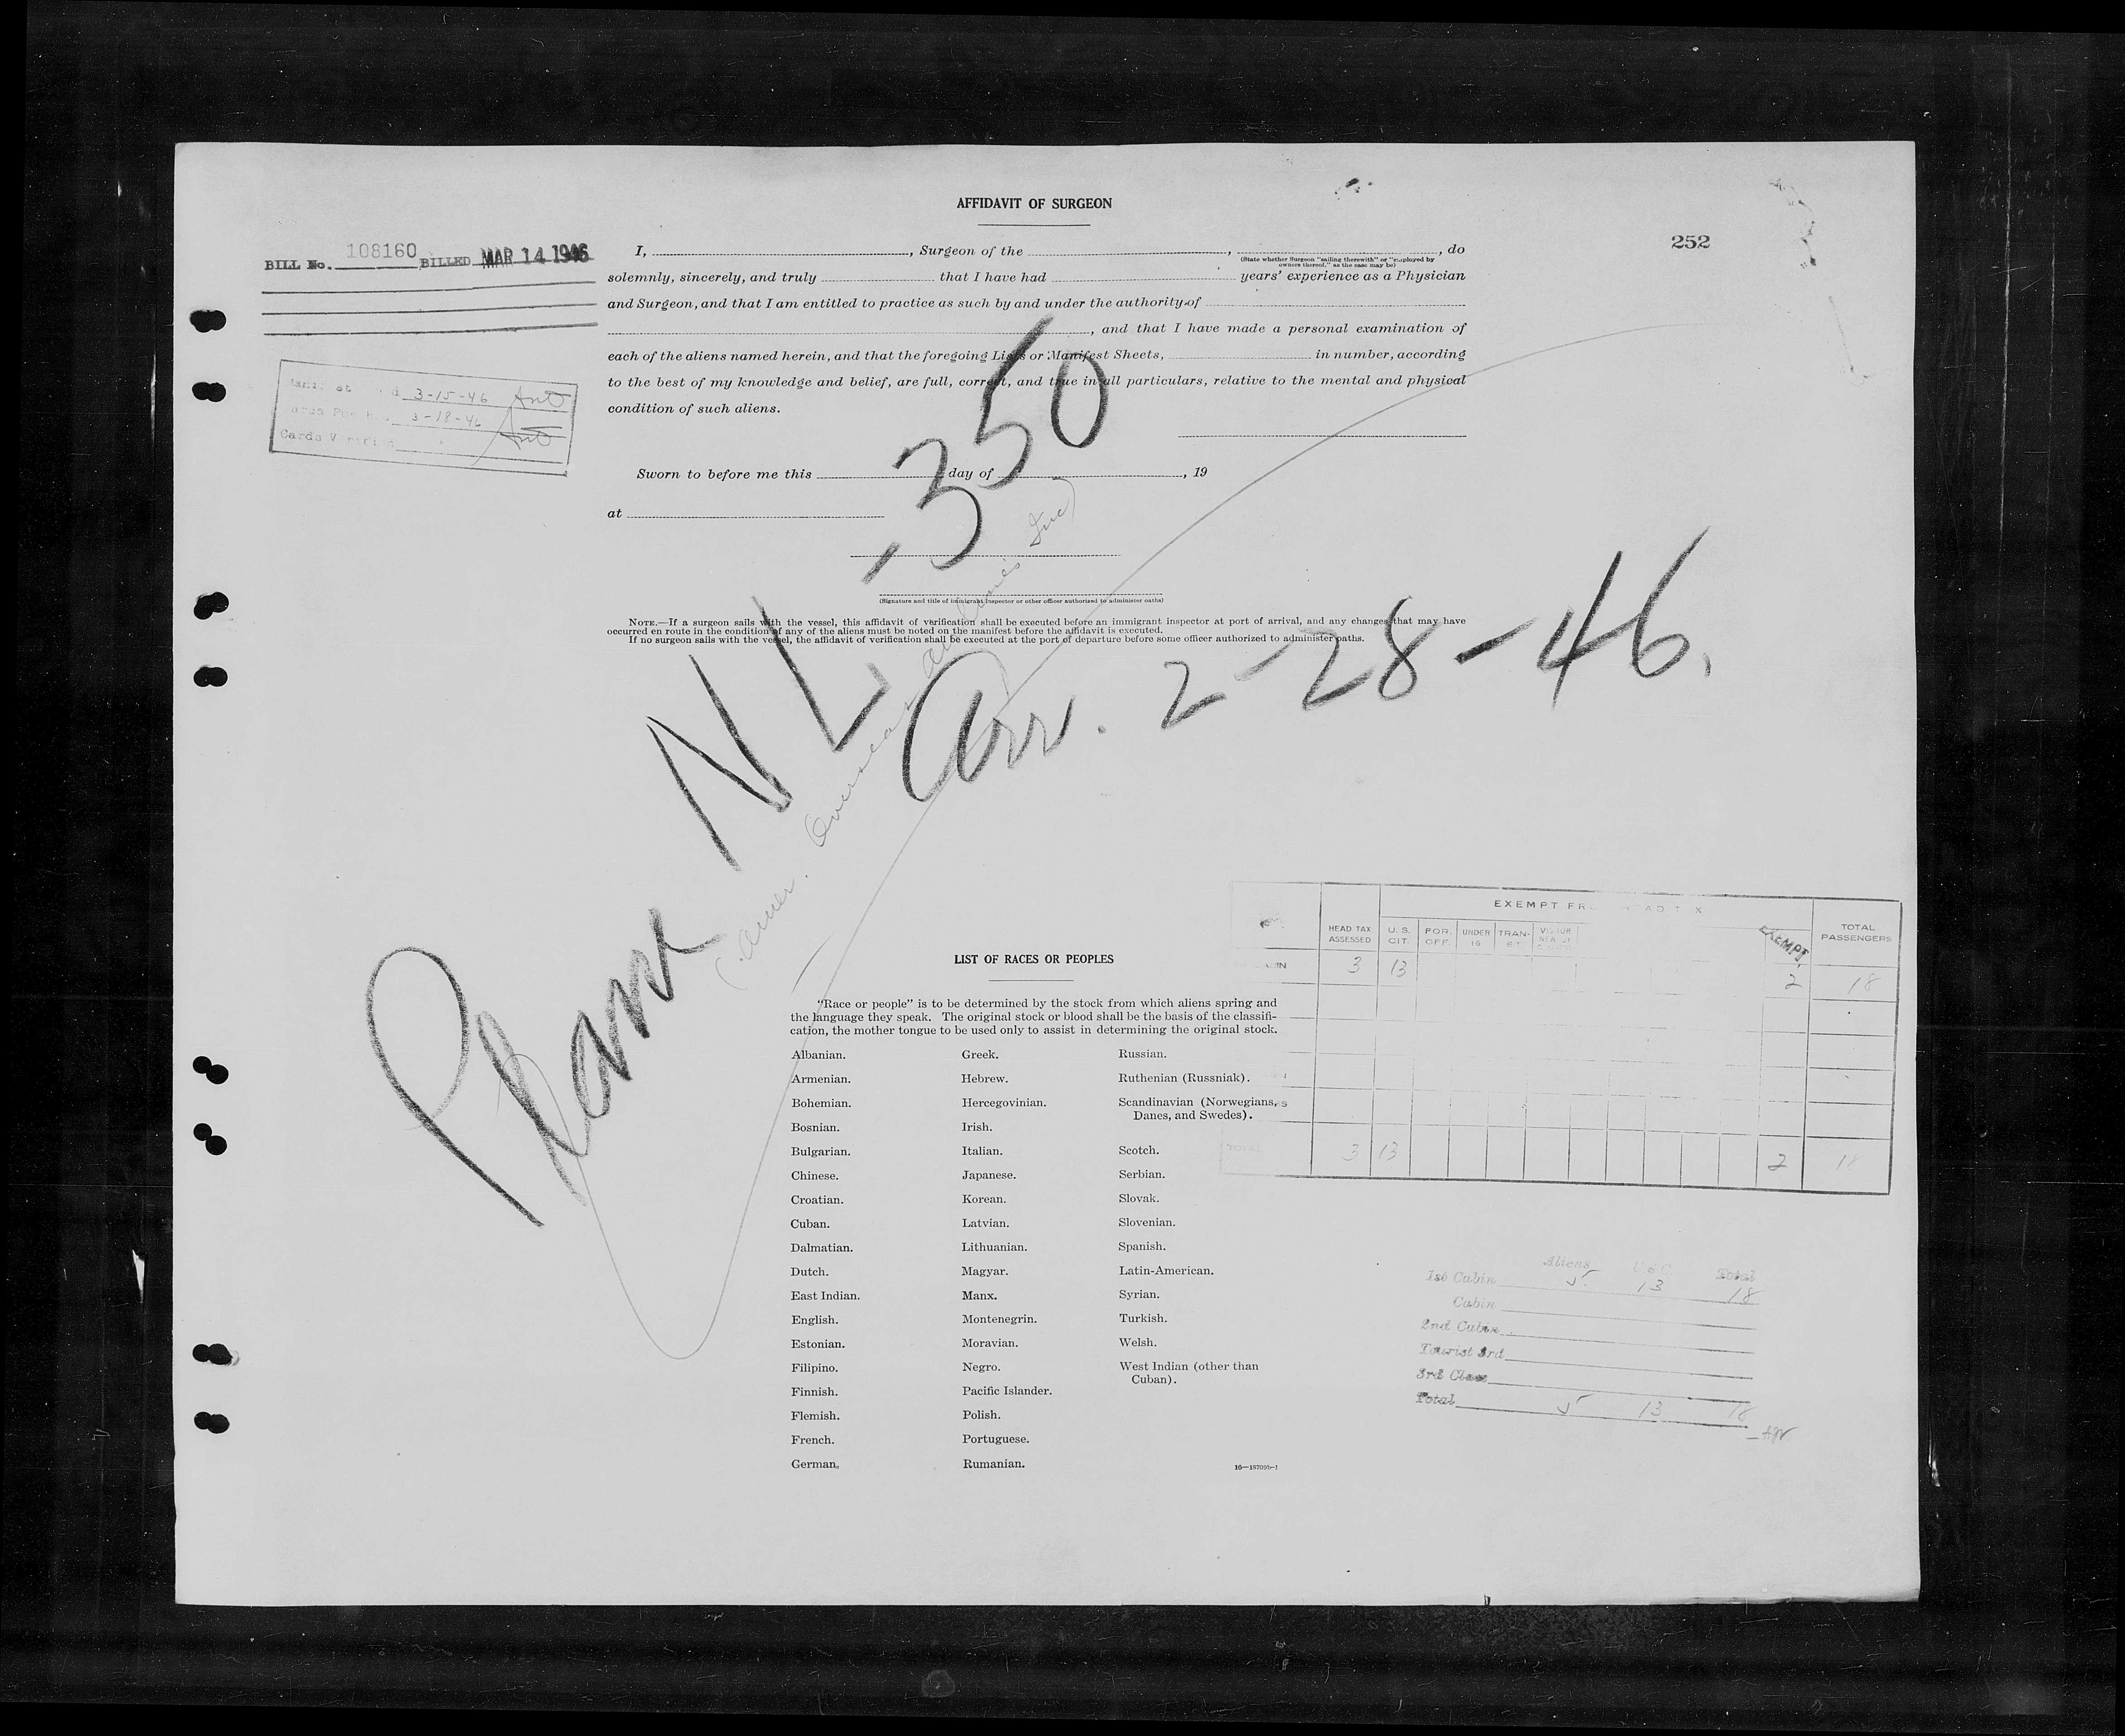 AFFIDAVIT OF SURGEON
252
BILL No. 108160 BILLED MAR 14 1946
I, , Surgeon of the , , do
(State whether Surgeon "sailing therewith" or "employed by
owners thereof," as the case may be)
solemnly, sincerely, and truly that I have had years' experience as a Physician
and Surgeon, and that I am entitled to practice as such by and under the authority of
, and that I have made a personal examination of
each of the aliens named herein, and that the foregoing Lists or Manifest Sheets, in number, according
to the best of my knowledge and belief, are full, correct, and true in all particulars, relative to the mental and physical
condition of such aliens.
3-15-46
3-18-46
Cards Verified
Sworn to before me this day of , 19
at
(Signature and title of immigrant inspector or other officer authorized to administer oaths)
NOTE.—If a surgeon sails with the vessel, this affidavit of verification shall be executed before an immigrant inspector at port of arrival, and any changes that may have
occurred en route in the condition of any of the aliens must be noted on the manifest before the affidavit is executed.
If no surgeon sails with the vessel, the affidavit of verification shall be executed at the port of departure before some officer authorized to administer oaths.
Plane NL 350
(Amer. Overseas Airlines Inc)
Arr. 2-28-46.
HEAD TAX ASSESSED
EXEMPT FROM HEAD TAX
U. S. CIT. FOR. OFF. UNDER 16 TRANSIT EXEMPT.
TOTAL PASSENGERS
CABIN 3 13 2 18
TOTAL 3 13 2 18
LIST OF RACES OR PEOPLES
"Race or people" is to be determined by the stock from which aliens spring and
the language they speak. The original stock or blood shall be the basis of the classifi-
cation, the mother tongue to be used only to assist in determining the original stock.
Albanian. Greek. Russian.
Armenian. Hebrew. Ruthenian (Russniak).
Bohemian. Hercegovinian. Scandinavian (Norwegians,
Danes, and Swedes).
Bosnian. Irish.
Bulgarian. Italian. Scotch.
Chinese. Japanese. Serbian.
Croatian. Korean. Slovak.
Cuban. Latvian. Slovenian.
Dalmatian. Lithuanian. Spanish.
Dutch. Magyar. Latin-American.
East Indian. Manx. Syrian.
English. Montenegrin. Turkish.
Estonian. Moravian. Welsh.
Filipino. Negro. West Indian (other than
Cuban).
Finnish. Pacific Islander.
Flemish. Polish.
French. Portuguese.
German. Rumanian.
Aliens USC Total
1st Cabin 5 13 18
Cabin
2nd Cabin
Tourist 3rd
3rd Class
Total 5 13 18